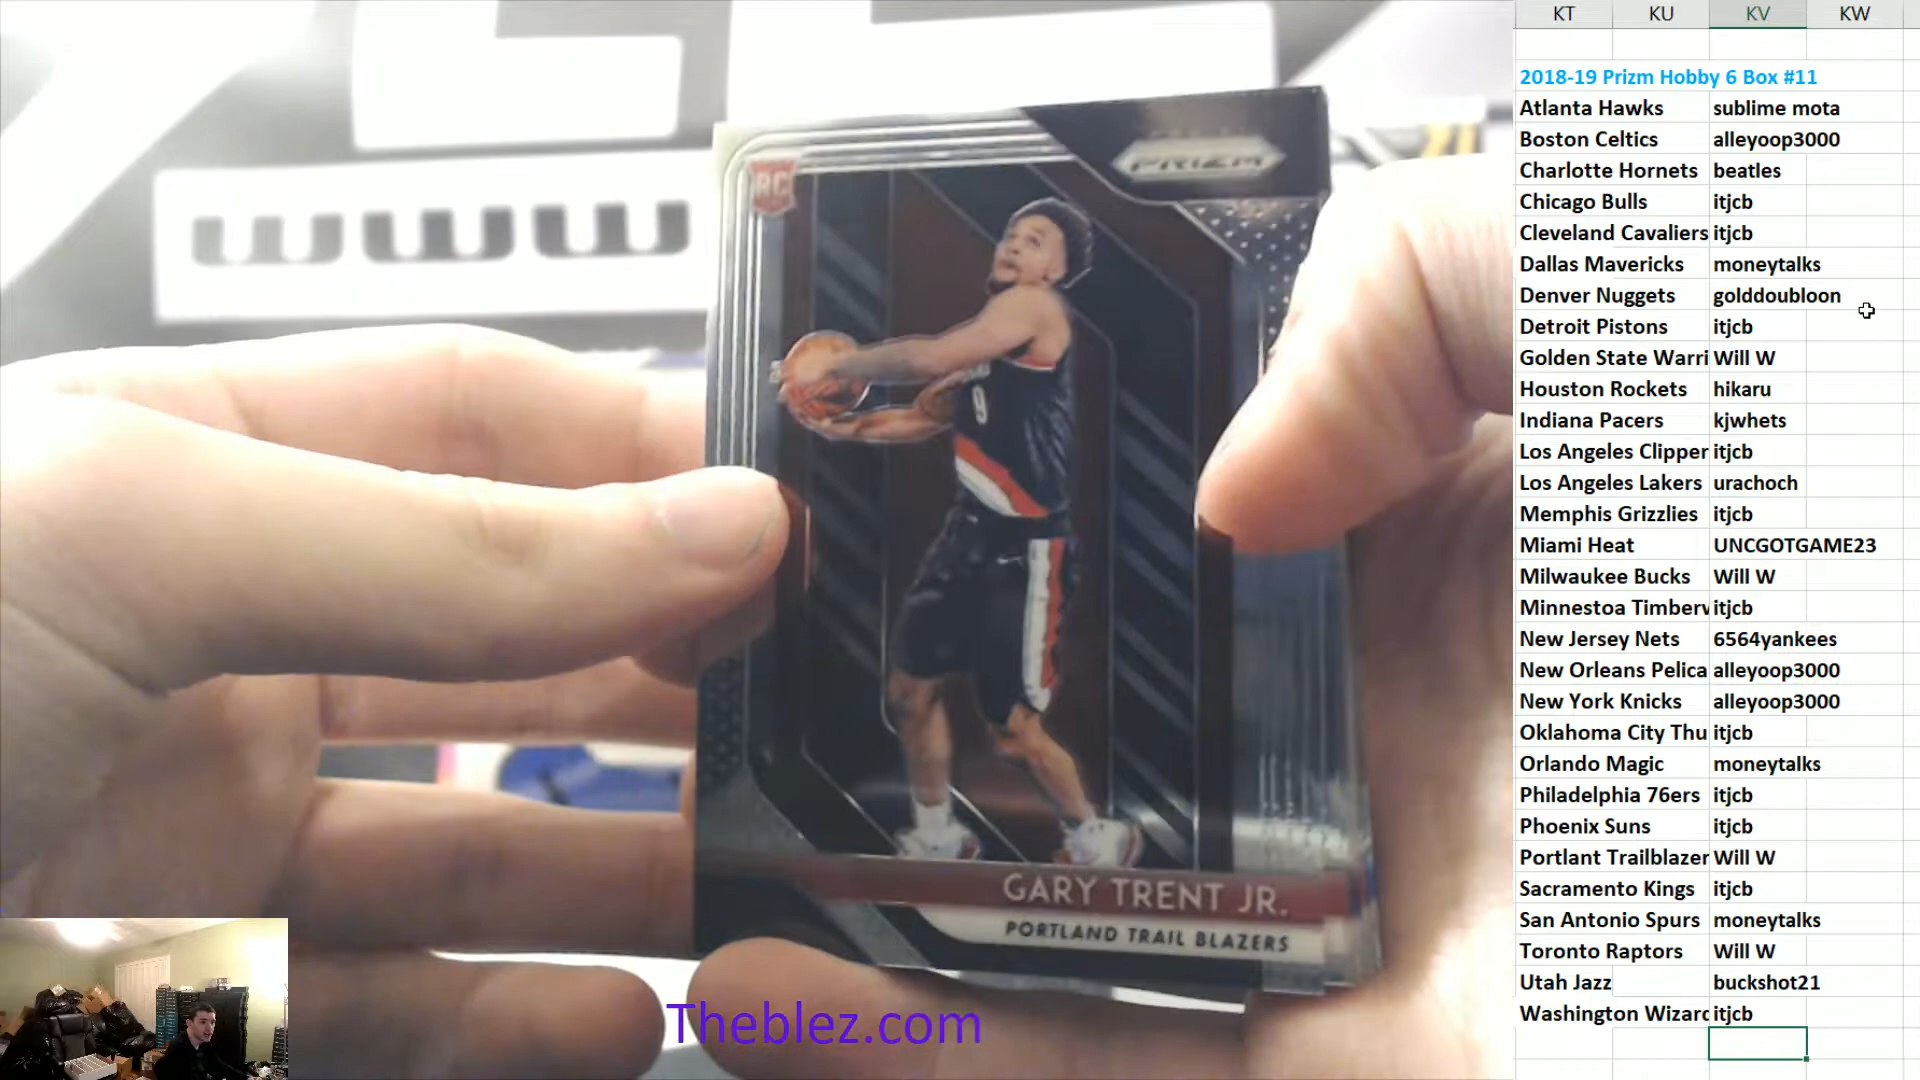 KT KU KV KW
2018-19 Prizm Hobby 6 Box #11
Atlanta Hawks sublime mota
Boston Celtics alleyoop3000
Charlotte Hornets beatles
Chicago Bulls itjcb
Cleveland Cavaliers itjcb
Dallas Mavericks moneytalks
Denver Nuggets golddoubloon
Detroit Pistons itjcb
Golden State Warri Will W
Houston Rockets hikaru
Indiana Pacers kjwhets
Los Angeles Clipper itjcb
Los Angeles Lakers urachoch
Memphis Grizzlies itjcb
Miami Heat UNCGOTGAME23
Milwaukee Bucks Will W
Minnestoa Timberv itjcb
New Jersey Nets 6564yankees
New Orleans Pelica alleyoop3000
New York Knicks alleyoop3000
Oklahoma City Thu itjcb
Orlando Magic moneytalks
Philadelphia 76ers itjcb
Phoenix Suns itjcb
Portlant Trailblazer Will W
Sacramento Kings itjcb
San Antonio Spurs moneytalks
Toronto Raptors Will W
Utah Jazz buckshot21
Washington Wizard itjcb
www
RC
PRIZM
9
GARY TRENT JR.
PORTLAND TRAIL BLAZERS
Theblez.com